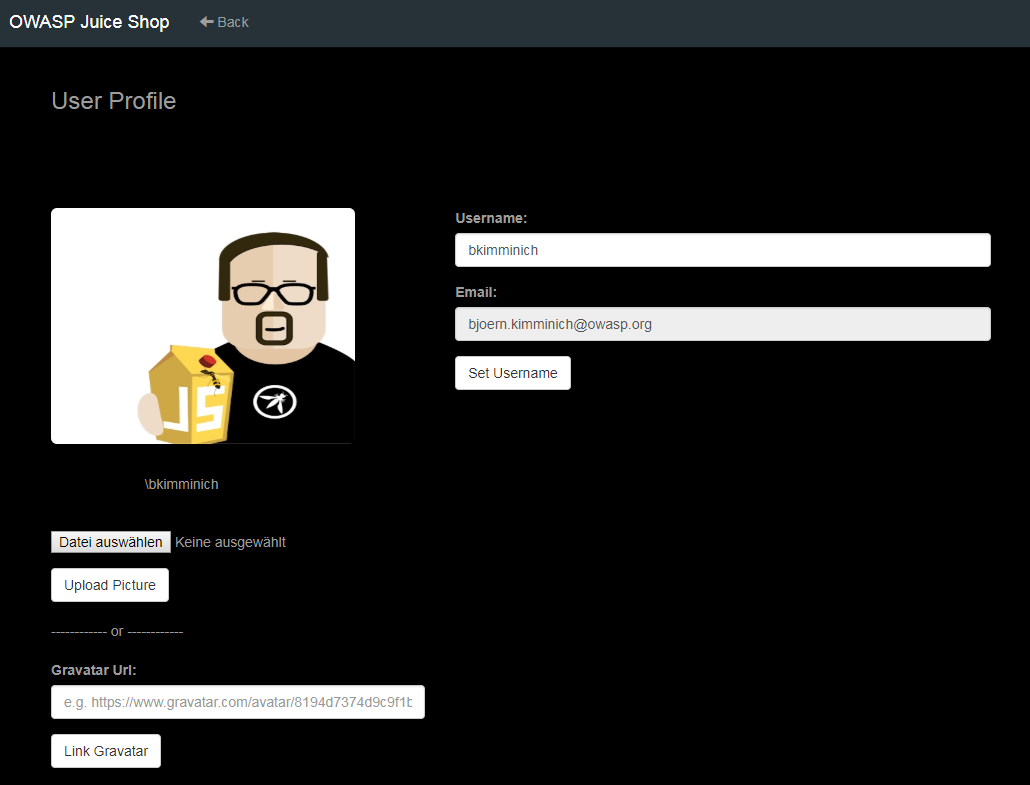 OWASP Juice Shop Back
User Profile
JS
\bkimminich
Datei auswählen Keine ausgewählt
Upload Picture
------------ or ------------
Gravatar Url:
e.g. https://www.gravatar.com/avatar/8194d7374d9c9f1b
Link Gravatar
Username:
bkimminich
Email:
bjoern.kimminich@owasp.org
Set Username